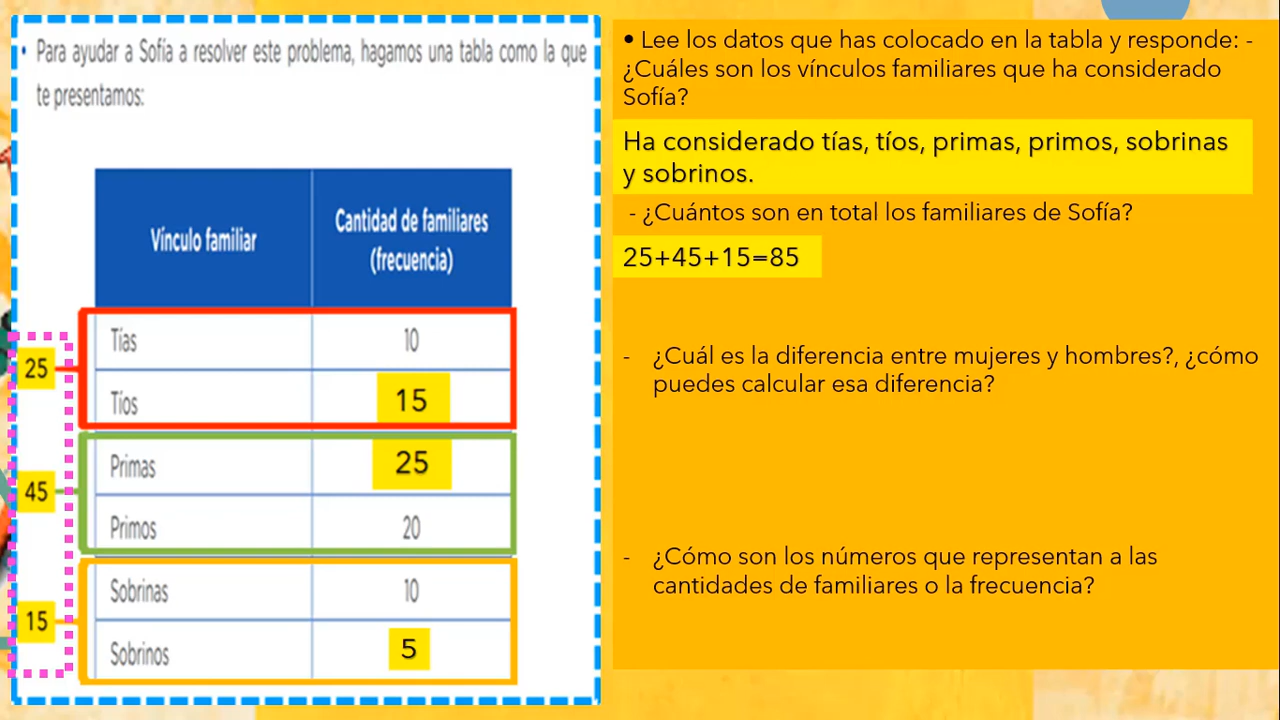 • Para ayudar a Sofía a resolver este problema, hagamos una tabla como la que
te presentamos:
Vínculo familiar
Cantidad de familiares
(frecuencia)
Tías 10
Tíos 15
25
Primas 25
Primos 20
45
Sobrinas 10
Sobrinos 5
15
• Lee los datos que has colocado en la tabla y responde: -
¿Cuáles son los vínculos familiares que ha considerado
Sofía?
Ha considerado tías, tíos, primas, primos, sobrinas
y sobrinos.
- ¿Cuántos son en total los familiares de Sofía?
25+45+15=85
- ¿Cuál es la diferencia entre mujeres y hombres?, ¿cómo
puedes calcular esa diferencia?
- ¿Cómo son los números que representan a las
cantidades de familiares o la frecuencia?